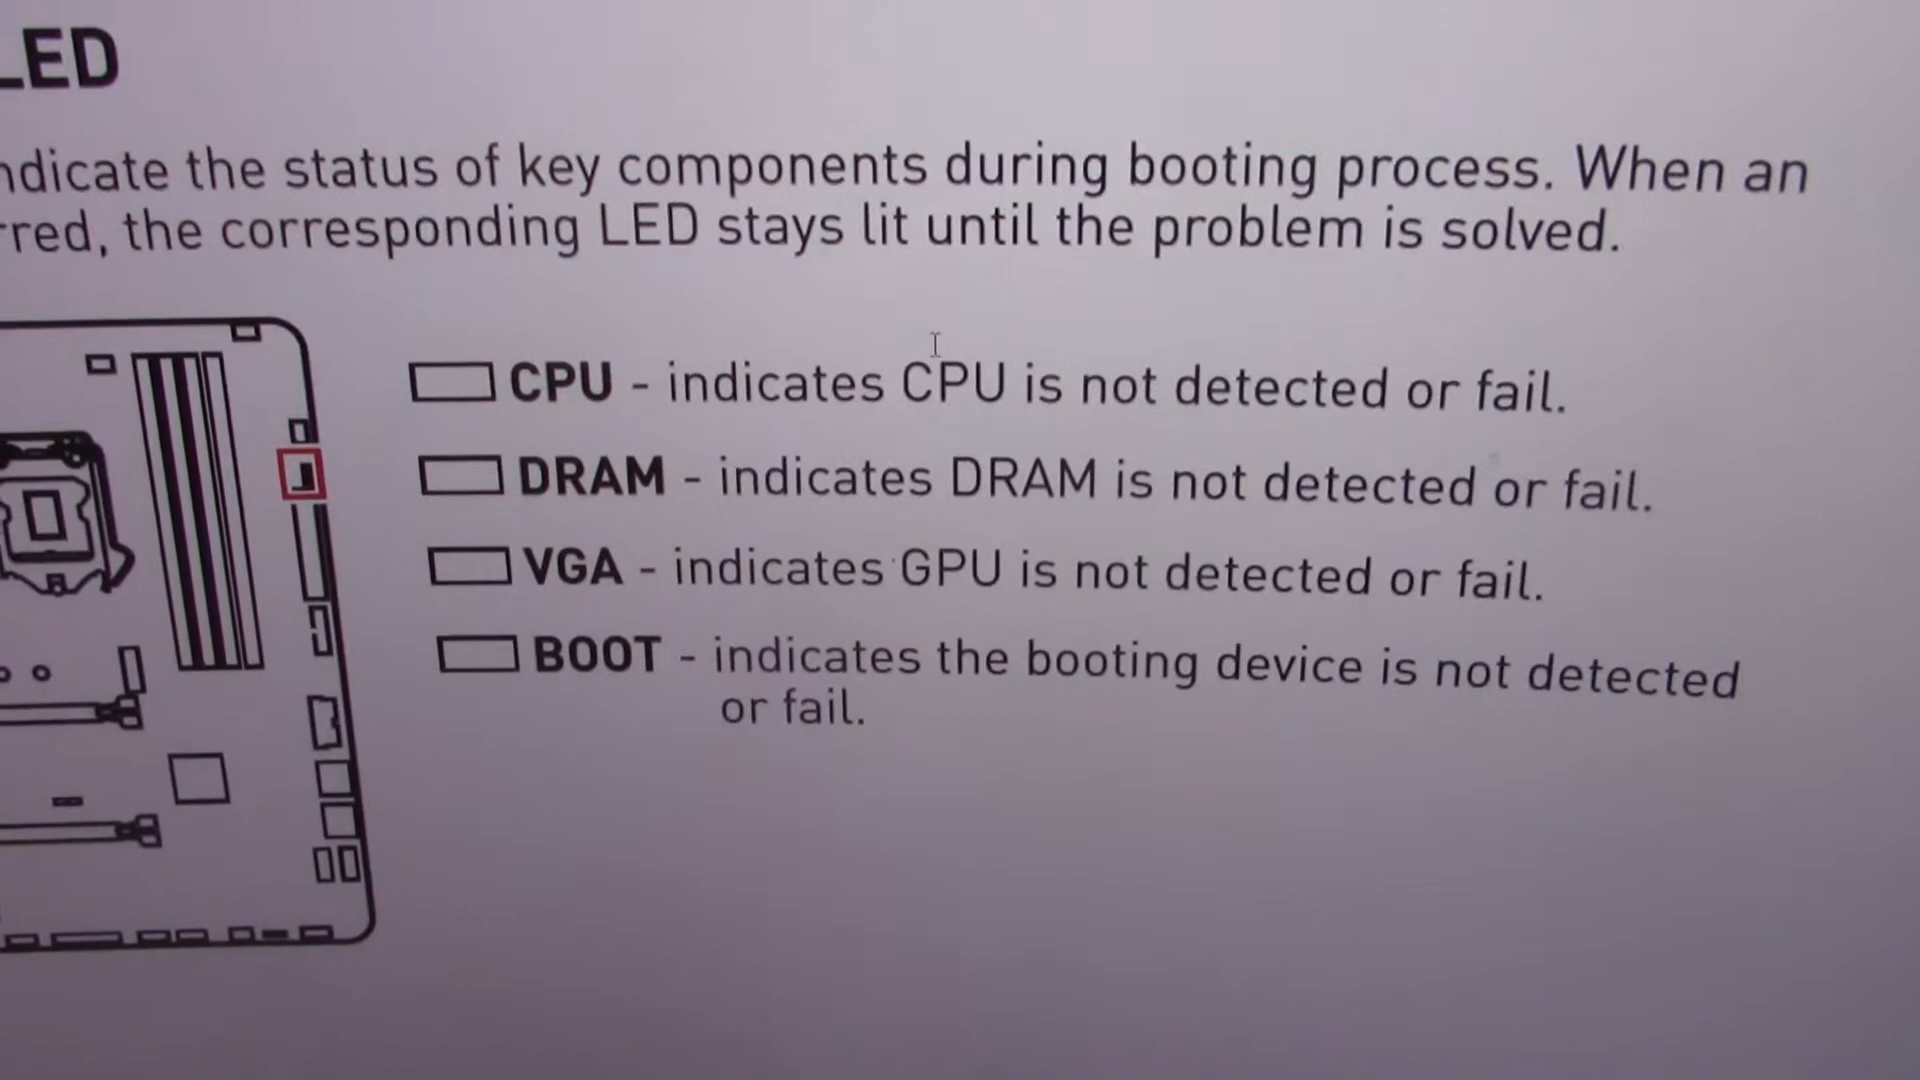 LED
ndicate the status of key components during booting process. When an
rred, the corresponding LED stays lit until the problem is solved.
CPU - indicates CPU is not detected or fail.
DRAM - indicates DRAM is not detected or fail.
VGA - indicates GPU is not detected or fail.
BOOT - indicates the booting device is not detected
or fail.